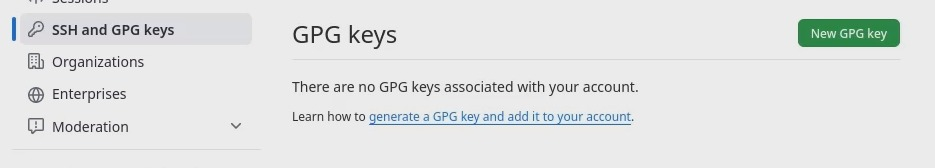 Sessions
SSH and GPG keys
Organizations
Enterprises
Moderation
GPG keys
New GPG key
There are no GPG keys associated with your account.
Learn how to generate a GPG key and add it to your account.